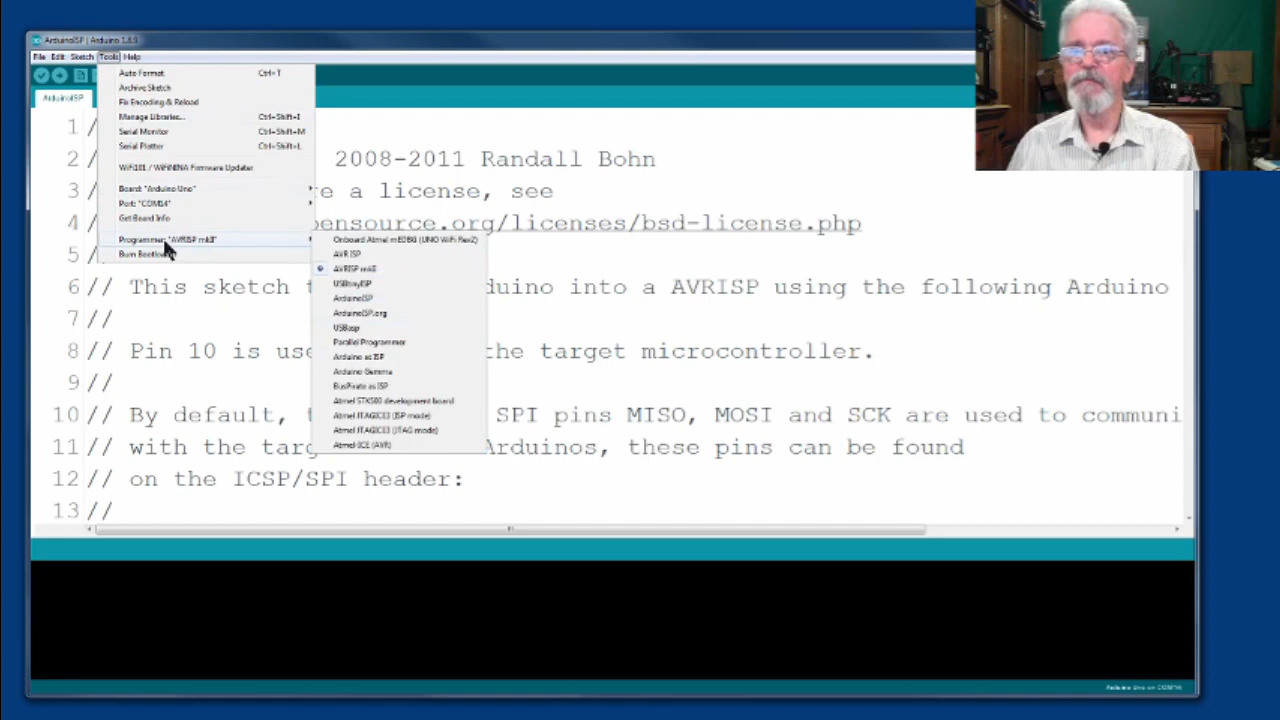 ArduinoISP | Arduino 1.8.9
File Edit Sketch Tools Help
Auto Format Ctrl+T
Archive Sketch
Fix Encoding & Reload
Manage Libraries... Ctrl+Shift+I
Serial Monitor Ctrl+Shift+M
Serial Plotter Ctrl+Shift+L
WiFi101 / WiFiNINA Firmware Updater
Board: "Arduino Uno"
Port: "COM14"
Get Board Info
Programmer: "AVRISP mkII"
Burn Bootloa
Onboard Atmel mEDBG (UNO WiFi Rev2)
AVR ISP
AVRISP mkII
USBtinyISP
ArduinoISP
ArduinoISP.org
USBasp
Parallel Programmer
Arduino as ISP
Arduino Gemma
BusPirate as ISP
Atmel STK500 development board
Atmel JTAGICE3 (ISP mode)
Atmel JTAGICE3 (JTAG mode)
Atmel-ICE (AVR)
ArduinoISP
1 /
2 / 2008-2011 Randall Bohn
3 / re a license, see
4 / pensource.org/licenses/bsd-license.php
5 /
6 // This sketch t duino into a AVRISP using the following Arduino
7 //
8 // Pin 10 is use the target microcontroller.
9 //
10 // By default, t SPI pins MISO, MOSI and SCK are used to communi
11 // with the targ Arduinos, these pins can be found
12 // on the ICSP/SPI header:
13 //
Arduino Uno on COM14